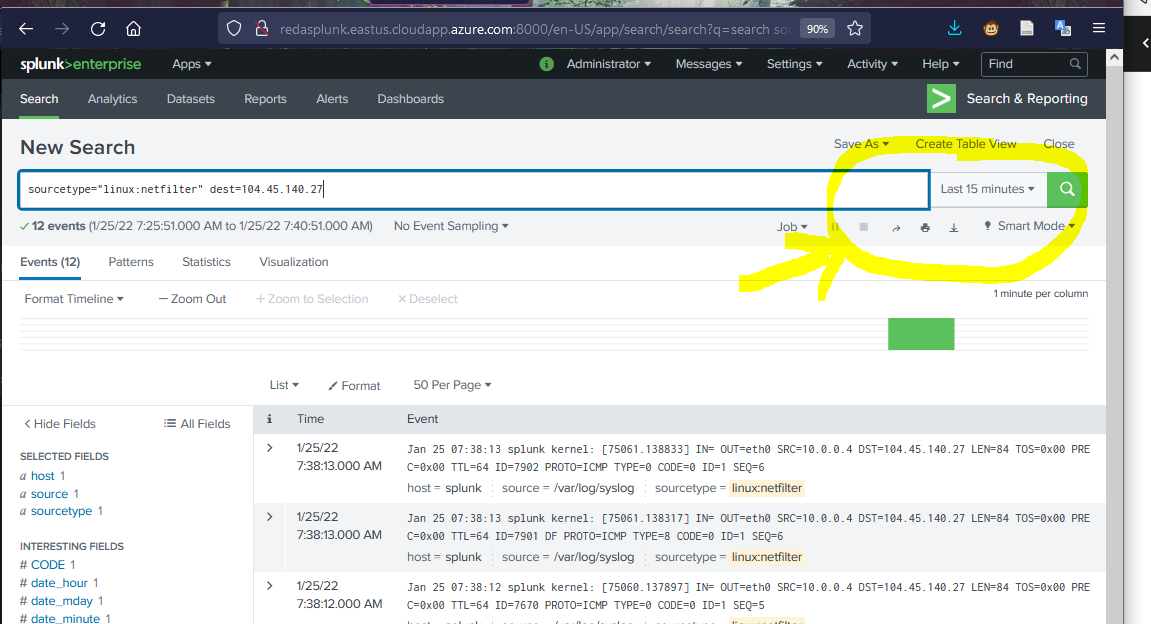 redasplunk.eastus.cloudapp.azure.com:8000/en-US/app/search/search?q=search sou 90%
splunk>enterprise Apps ▾ i Administrator ▾ Messages ▾ Settings ▾ Activity ▾ Help ▾ Find
Search Analytics Datasets Reports Alerts Dashboards > Search & Reporting
New Search Save As ▾ Create Table View Close
sourcetype="linux:netfilter" dest=104.45.140.27 Last 15 minutes ▾
✓ 12 events (1/25/22 7:25:51.000 AM to 1/25/22 7:40:51.000 AM) No Event Sampling ▾ Job ▾ Smart Mode ▾
Events (12) Patterns Statistics Visualization
Format Timeline ▾ — Zoom Out + Zoom to Selection × Deselect 1 minute per column
List ▾ Format 50 Per Page ▾
< Hide Fields All Fields
i Time Event
SELECTED FIELDS
a host 1
a source 1
a sourcetype 1
INTERESTING FIELDS
# CODE 1
# date_hour 1
# date_mday 1
# date_minute 1
> 1/25/22 7:38:13.000 AM
Jan 25 07:38:13 splunk kernel: [75061.138833] IN= OUT=eth0 SRC=10.0.0.4 DST=104.45.140.27 LEN=84 TOS=0x00 PRE
C=0x00 TTL=64 ID=7902 PROTO=ICMP TYPE=0 CODE=0 ID=1 SEQ=6
host = splunk source = /var/log/syslog sourcetype = linux:netfilter
> 1/25/22 7:38:13.000 AM
Jan 25 07:38:13 splunk kernel: [75061.138317] IN= OUT=eth0 SRC=10.0.0.4 DST=104.45.140.27 LEN=84 TOS=0x00 PRE
C=0x00 TTL=64 ID=7901 DF PROTO=ICMP TYPE=8 CODE=0 ID=1 SEQ=6
host = splunk source = /var/log/syslog sourcetype = linux:netfilter
> 1/25/22 7:38:12.000 AM
Jan 25 07:38:12 splunk kernel: [75060.137897] IN= OUT=eth0 SRC=10.0.0.4 DST=104.45.140.27 LEN=84 TOS=0x00 PRE
C=0x00 TTL=64 ID=7670 PROTO=ICMP TYPE=0 CODE=0 ID=1 SEQ=5